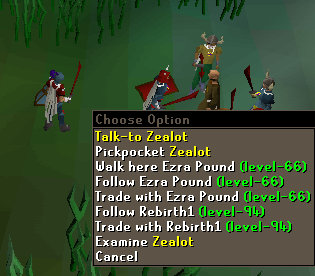 Choose Option
Talk-to Zealot
Pickpocket Zealot
Walk here Ezra Pound (level-66)
Follow Ezra Pound (level-66)
Trade with Ezra Pound (level-66)
Follow Rebirth1 (level-94)
Trade with Rebirth1 (level-94)
Examine Zealot
Cancel